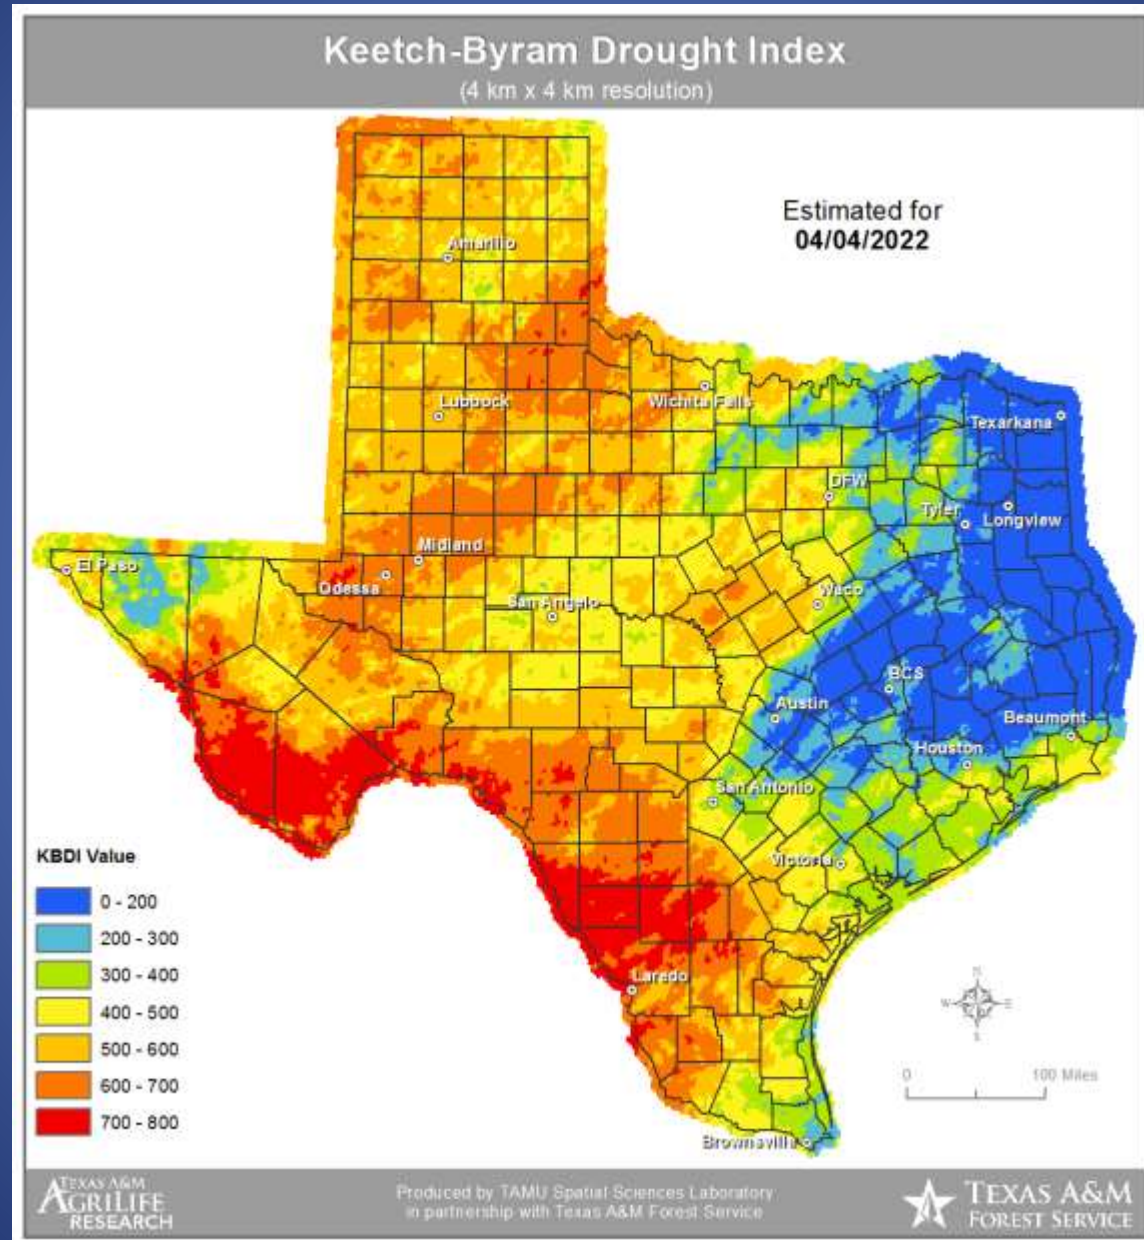 Keetch-Byram Drought Index
(4 km x 4 km resolution)
Estimated for
04/04/2022
Amarillo
Lubbock
Wichita Falls
Texarkana
DFW
Tyler
Longview
Midland
El Paso
Odessa
San Angelo
Waco
BCS
Austin
Beaumont
Houston
San Antonio
Victoria
Laredo
Brownsville
KBDI Value
0 - 200
200 - 300
300 - 400
400 - 500
500 - 600
600 - 700
700 - 800
N
W
E
S
0
100 Miles
TEXAS A&M
AGRILIFE
RESEARCH
Produced by TAMU Spatial Sciences Laboratory
in partnership with Texas A&M Forest Service
TEXAS A&M
FOREST SERVICE